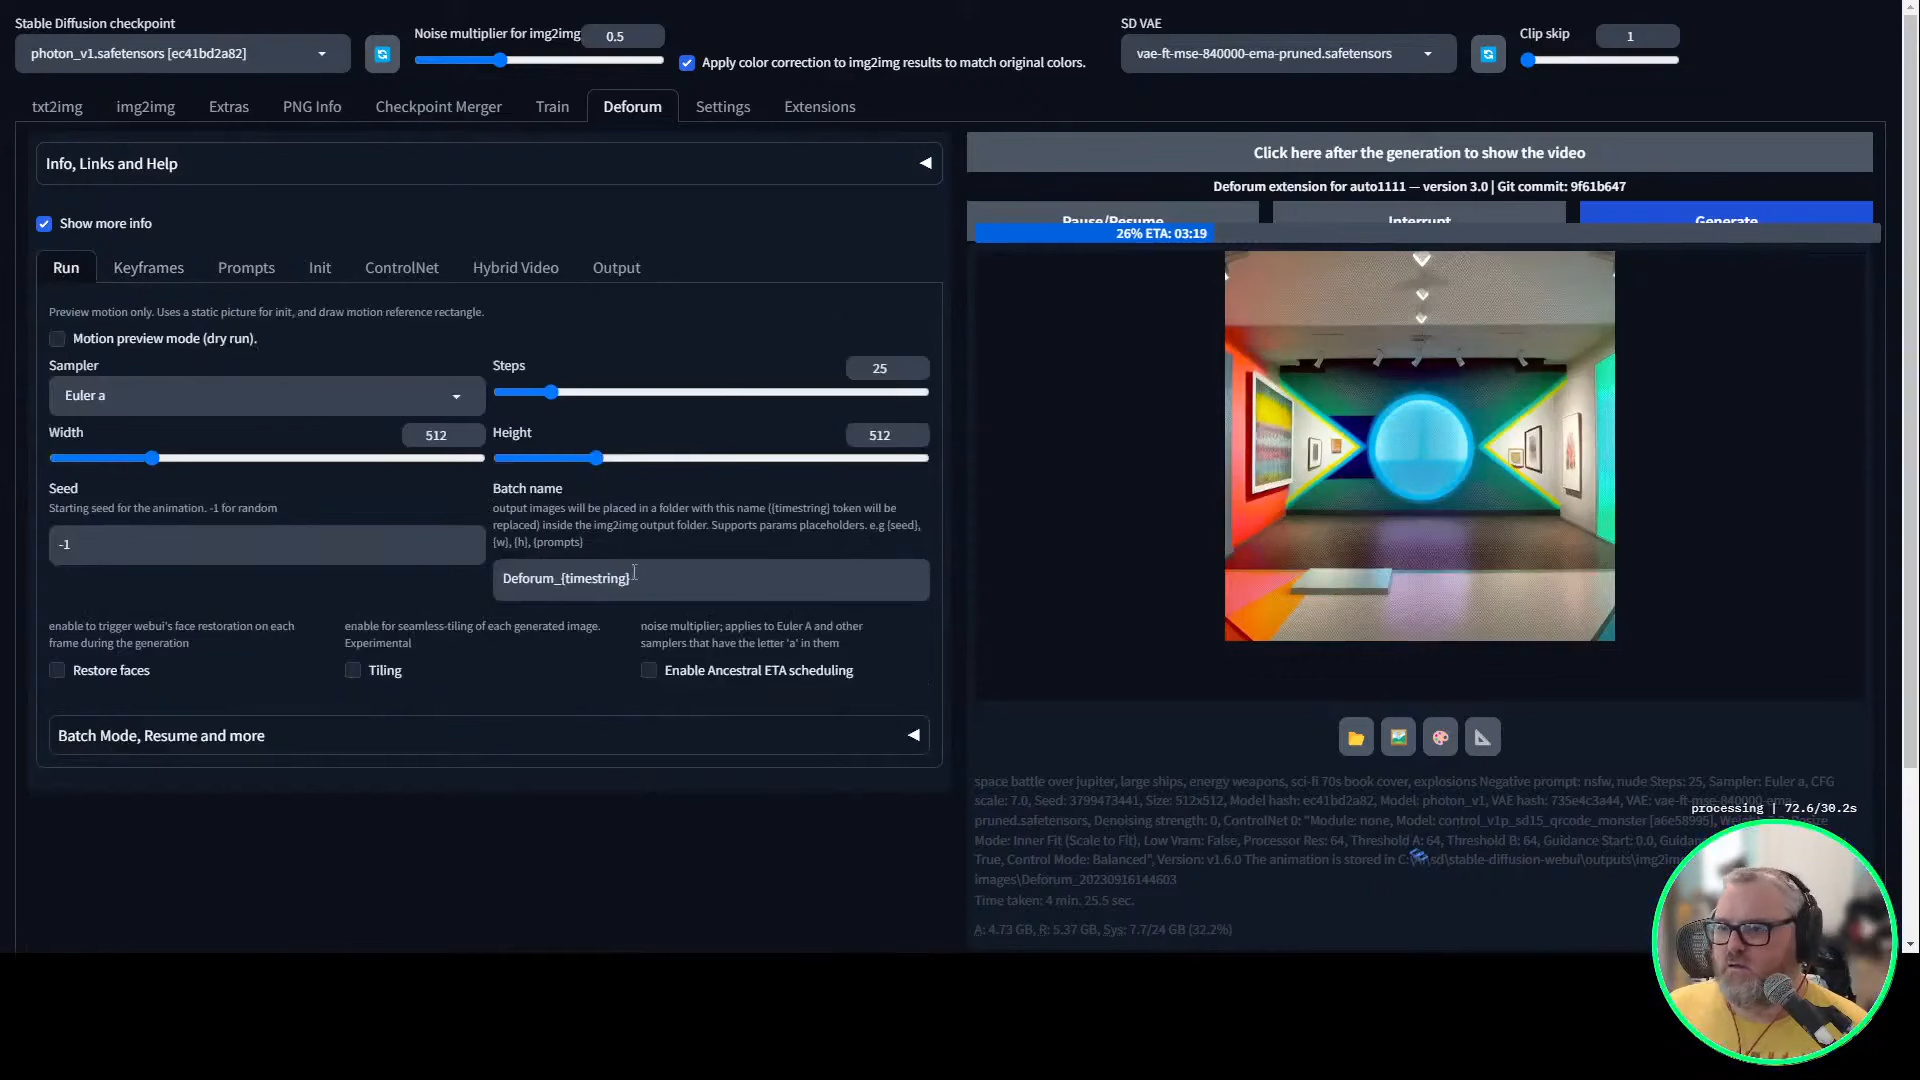 Stable Diffusion checkpoint
photon_v1.safetensors [ec41bd2a82]
Noise multiplier for img2img
0.5
Apply color correction to img2img results to match original colors.
SD VAE
vae-ft-mse-840000-ema-pruned.safetensors
Clip skip
1
txt2img img2img Extras PNG Info Checkpoint Merger Train Deforum Settings Extensions
Info, Links and Help
Show more info
Run Keyframes Prompts Init ControlNet Hybrid Video Output
Preview motion only. Uses a static picture for init, and draw motion reference rectangle.
Motion preview mode (dry run).
Sampler
Euler a
Steps
25
Width
512
Height
512
Seed
Starting seed for the animation. -1 for random
-1
Batch name
output images will be placed in a folder with this name ({timestring} token will be
replaced) inside the img2img output folder. Supports params placeholders. e.g {seed},
{w}, {h}, {prompts}
Deforum_{timestring}
enable to trigger webui's face restoration on each
frame during the generation
Restore faces
enable for seamless-tiling of each generated image.
Experimental
Tiling
noise multiplier; applies to Euler A and other
samplers that have the letter 'a' in them
Enable Ancestral ETA scheduling
Batch Mode, Resume and more
Click here after the generation to show the video
Deforum extension for auto1111 — version 3.0 | Git commit: 9f61b647
Pause/Resume Interrupt Generate
26% ETA: 03:19
space battle over jupiter, large ships, energy weapons, sci-fi 70s book cover, explosions Negative prompt: nsfw, nude Steps: 25, Sampler: Euler a, CFG
scale: 7.0, Seed: 3799473441, Size: 512x512, Model hash: ec41bd2a82, Model: photon_v1, VAE hash: 735e4c3a44, VAE: vae-ft-mse-840000-ema-
processing | 72.6/30.2s
pruned.safetensors, Denoising strength: 0, ControlNet 0: "Module: none, Model: control_v1p_sd15_qrcode_monster [a6e58995],
Mode: Inner Fit (Scale to Fit), Low Vram: False, Processor Res: 64, Threshold A: 64, Threshold B: 64, Guidance Start: 0.0,
True, Control Mode: Balanced", Version: v1.6.0 The animation is stored in
images\Deforum_20230916144603
Time taken: 4 min. 25.5 sec.
A: 4.73 GB, R: 5.37 GB, Sys: 7.7/24 GB (32.2%)